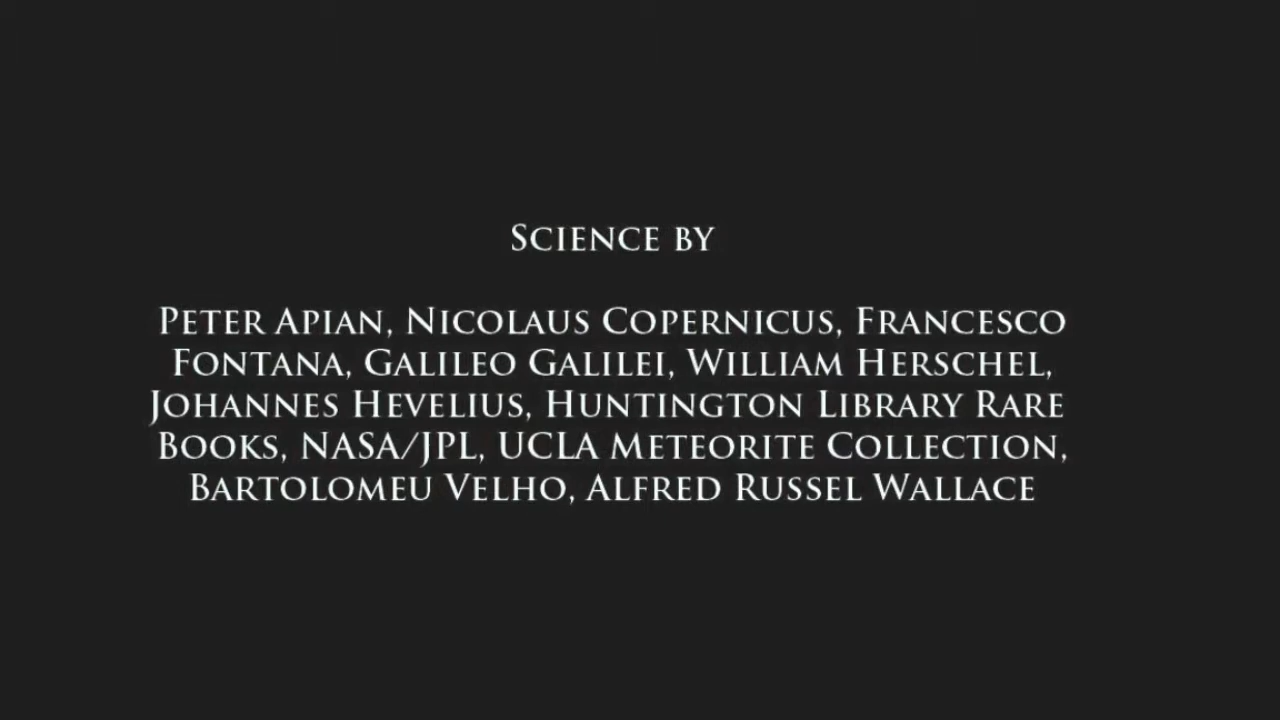 Science by
Peter Apian, Nicolaus Copernicus, Francesco
Fontana, Galileo Galilei, William Herschel,
Johannes Hevelius, Huntington Library Rare
Books, NASA/JPL, UCLA Meteorite Collection,
Bartolomeu Velho, Alfred Russel Wallace